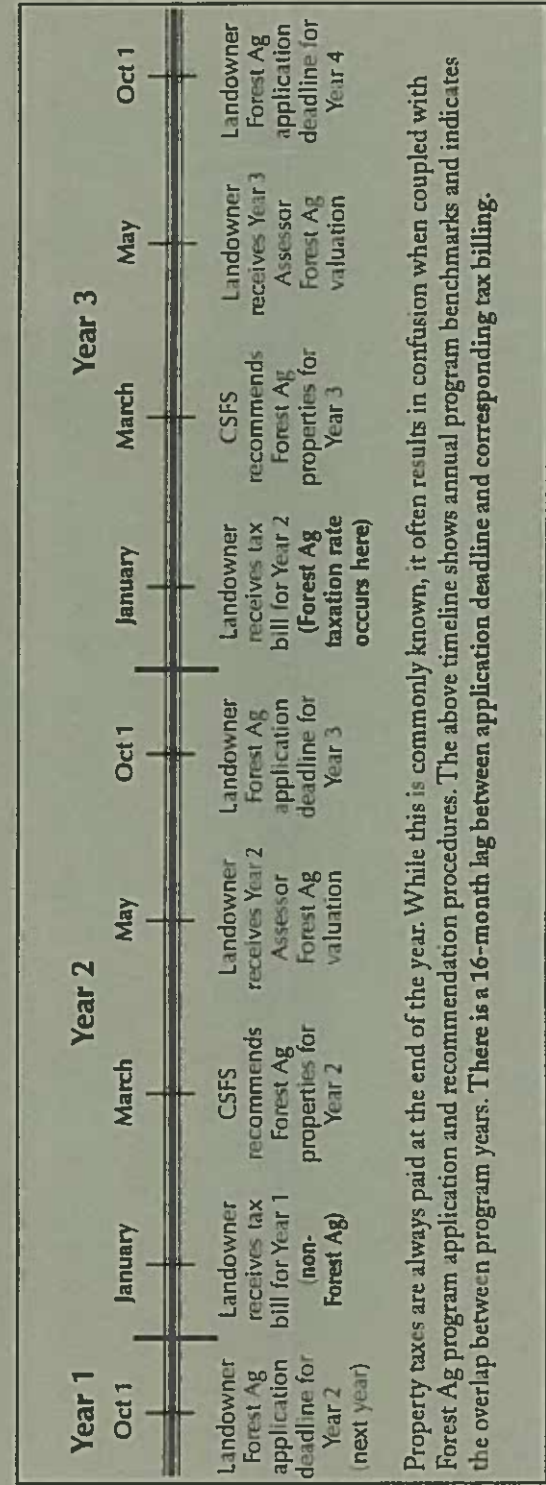 Year 1
Oct 1
Landowner
Forest Ag
application
deadline for
Year 2
(next year)
Year 2
January
Landowner
receives tax
bill for Year 1
(non-
Forest Ag)
March
CSFS
recommends
Forest Ag
properties for
Year 2
May
Landowner
receives Year 2
Assessor
Forest Ag
valuation
Oct 1
Landowner
Forest Ag
application
deadline for
Year 3
Year 3
January
Landowner
receives tax
bill for Year 2
(Forest Ag
taxation rate
occurs here)
March
CSFS
recommends
Forest Ag
properties for
Year 3
May
Landowner
receives Year 3
Assessor
Forest Ag
valuation
Oct 1
Landowner
Forest Ag
application
deadline for
Year 4
Property taxes are always paid at the end of the year. While this is commonly known, it often results in confusion when coupled with
Forest Ag program application and recommendation procedures. The above timeline shows annual program benchmarks and indicates
the overlap between program years. There is a 16-month lag between application deadline and corresponding tax billing.